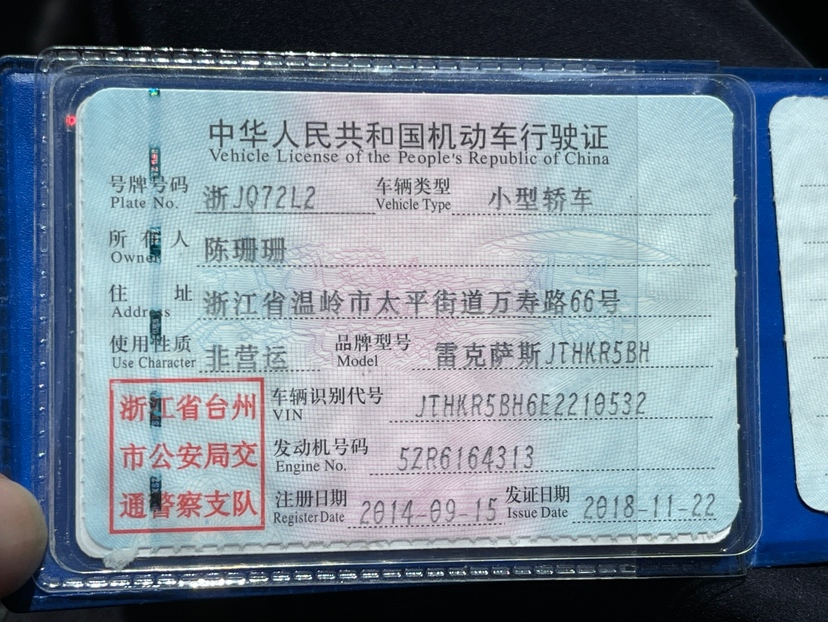 中华人民共和国机动车行驶证
Vehicle License of the People's Republic of China
号牌号码 浙JQ72L2 车辆类型 小型轿车
Plate No. Vehicle Type
所有人 陈珊珊
Owner
住址 浙江省温岭市太平街道万寿路66号
Address
使用性质 非营运 品牌型号 雷克萨斯JTHKR5BH
Use Character Model
浙江省台州
市公安局交
通警察支队
车辆识别代号 JTHKR5BH6E2210532
VIN
发动机号码 5ZR6164313
Engine No.
注册日期 2014-09-15 发证日期 2018-11-22
Register Date Issue Date